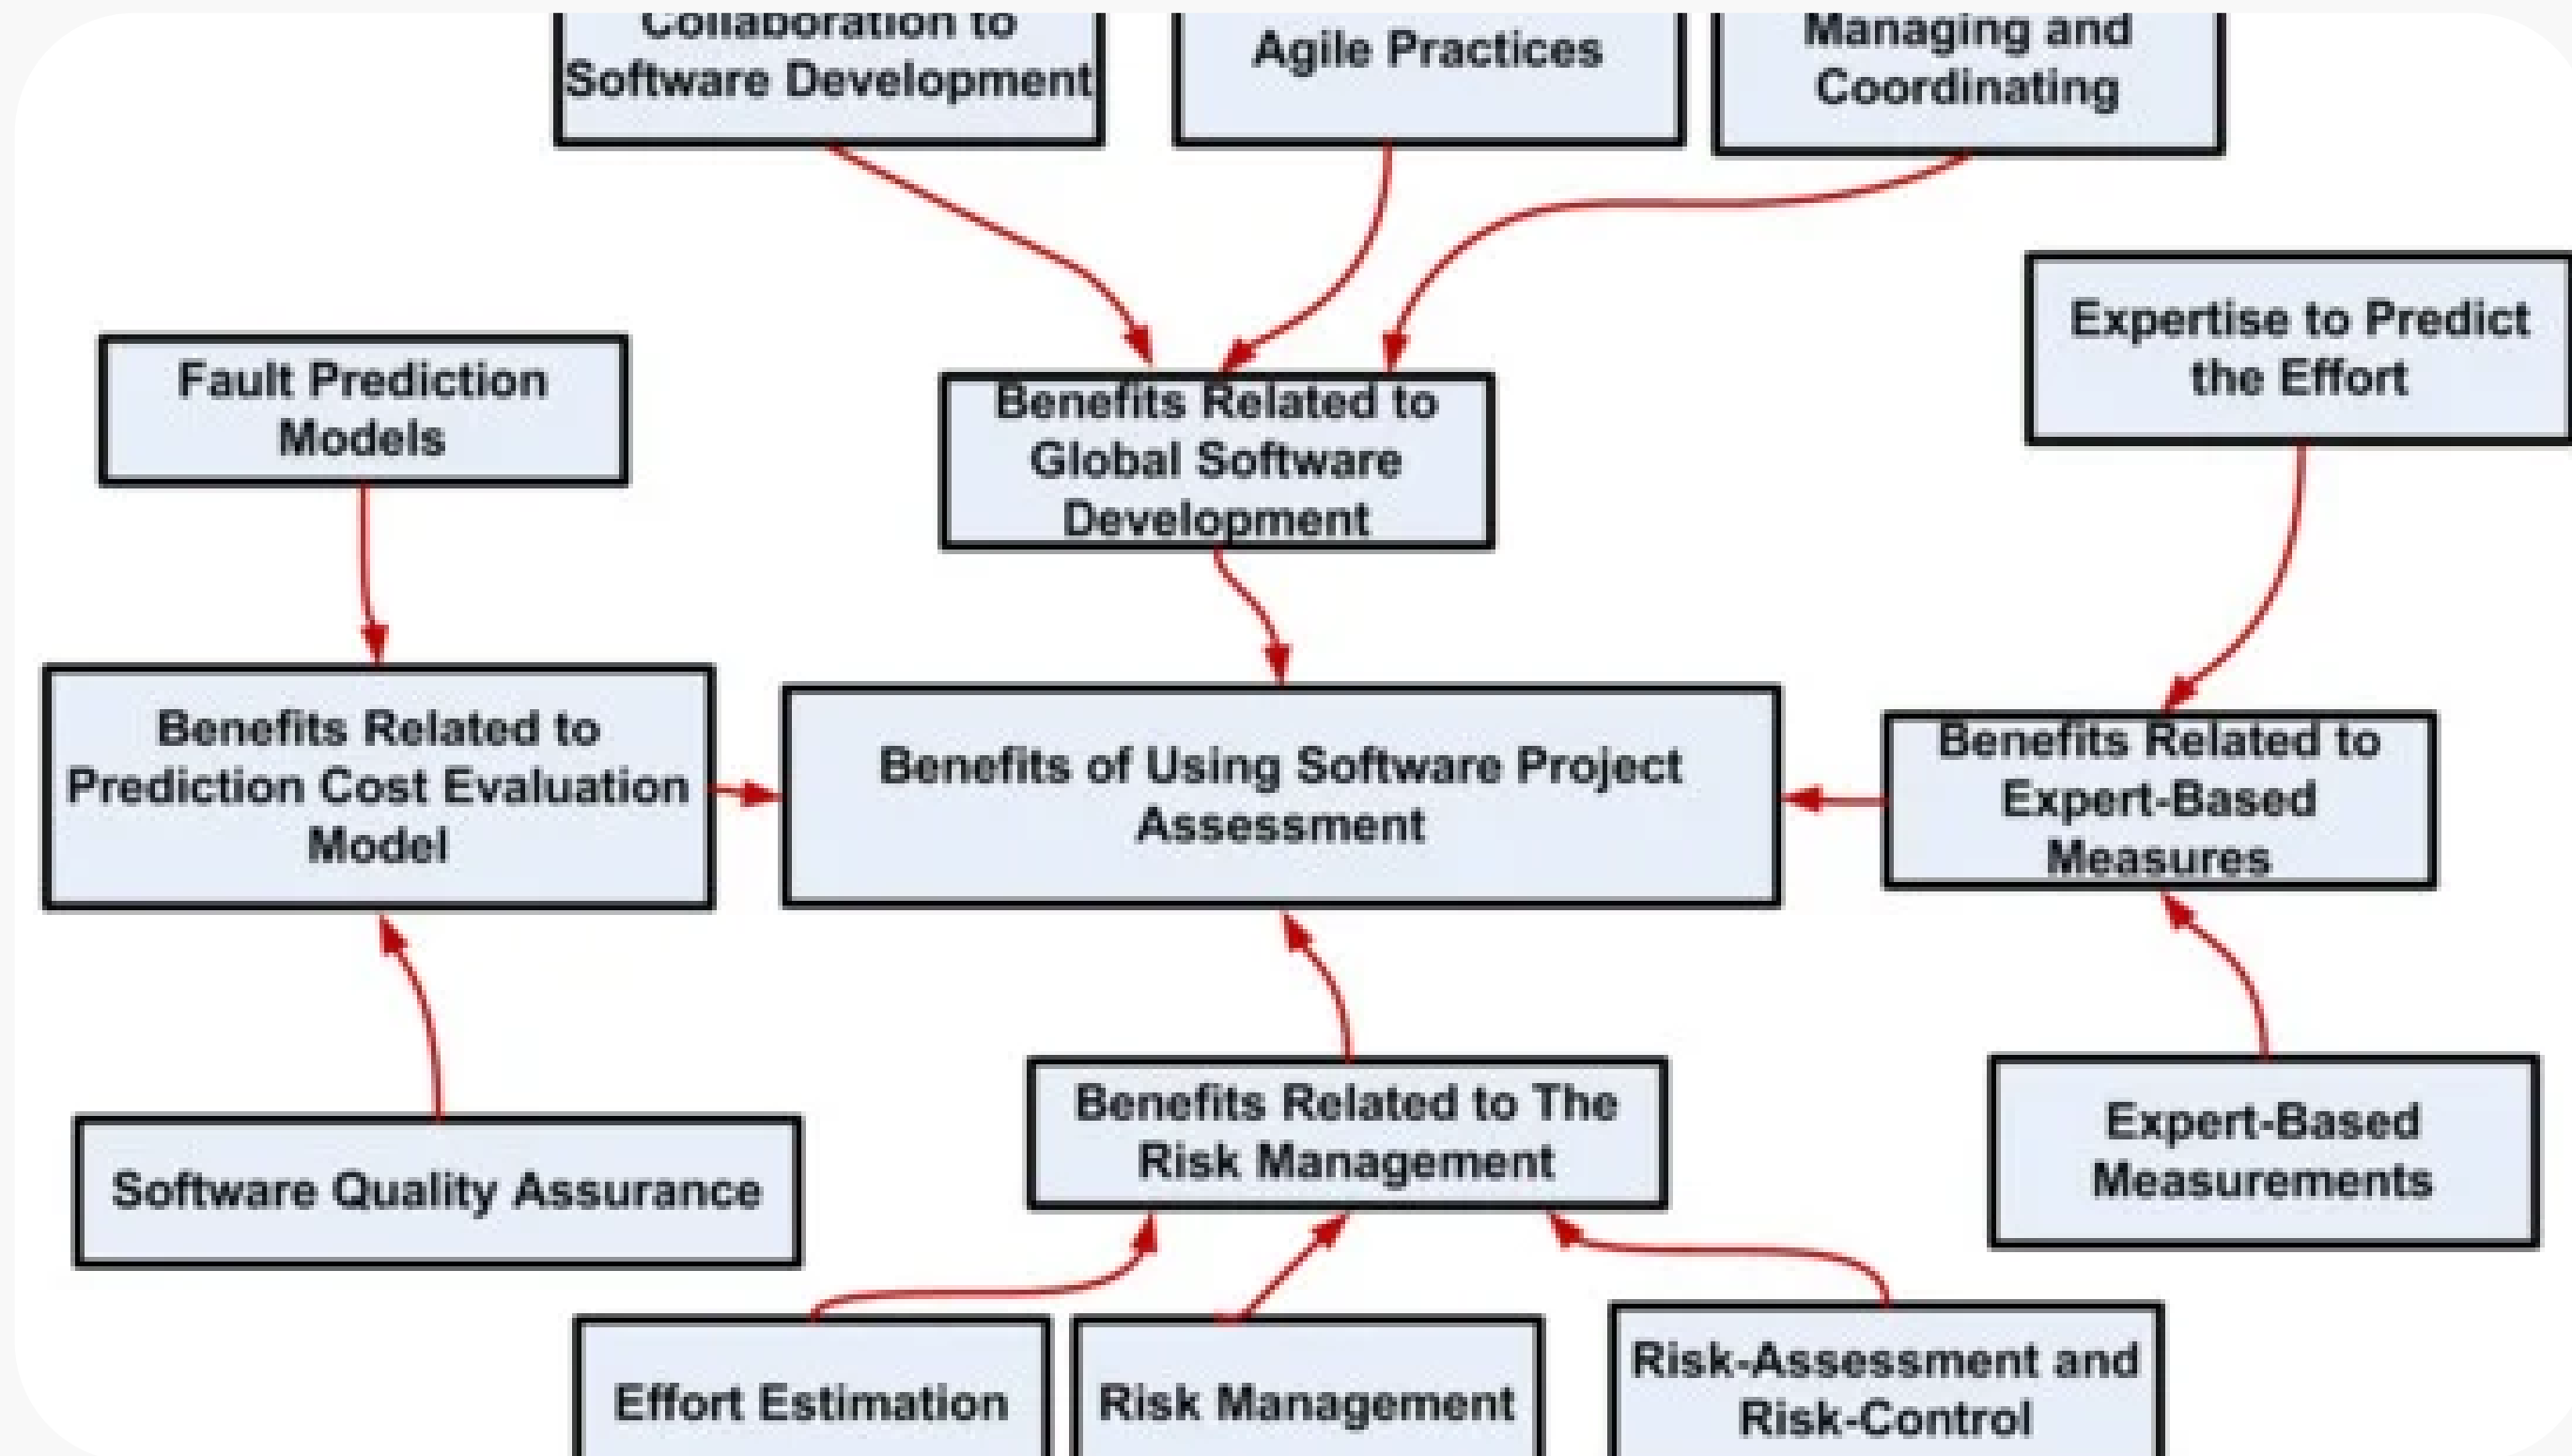 Collaboration to
Software Development
Agile Practices
Managing and
Coordinating
Expertise to Predict
the Effort
Fault Prediction
Models
Benefits Related to
Global Software
Development
Benefits Related to
Prediction Cost Evaluation
Model
Benefits of Using Software Project
Assessment
Benefits Related to
Expert-Based
Measures
Software Quality Assurance
Benefits Related to The
Risk Management
Expert-Based
Measurements
Effort Estimation
Risk Management
Risk-Assessment and
Risk-Control